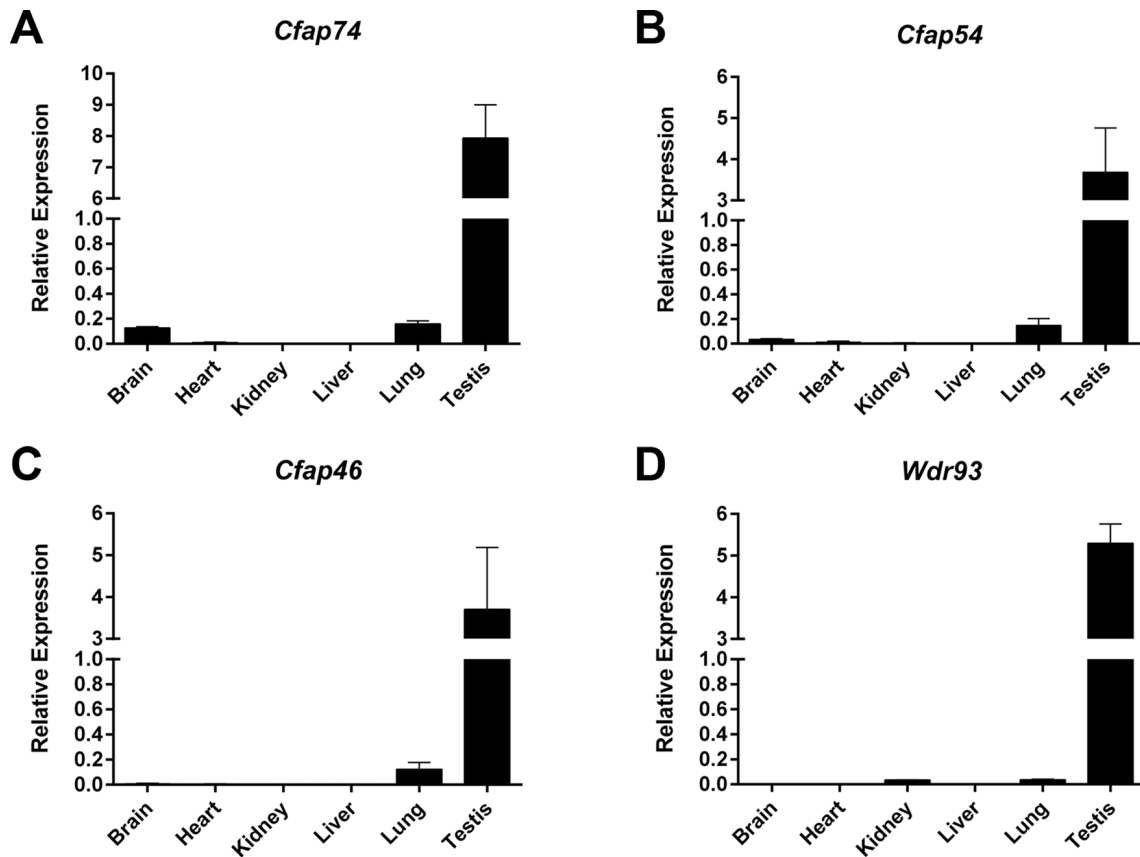 A
Cfap74
Relative Expression
10
9
8
7
6
1.0
0.8
0.6
0.4
0.2
0.0
Brain
Heart
Kidney
Liver
Lung
Testis
B
Cfap54
Relative Expression
6
5
4
3
1.0
0.8
0.6
0.4
0.2
0.0
Brain
Heart
Kidney
Liver
Lung
Testis
C
Cfap46
Relative Expression
6
5
4
3
1.0
0.8
0.6
0.4
0.2
0.0
Brain
Heart
Kidney
Liver
Lung
Testis
D
Wdr93
Relative Expression
6
5
4
3
1.0
0.8
0.6
0.4
0.2
0.0
Brain
Heart
Kidney
Liver
Lung
Testis